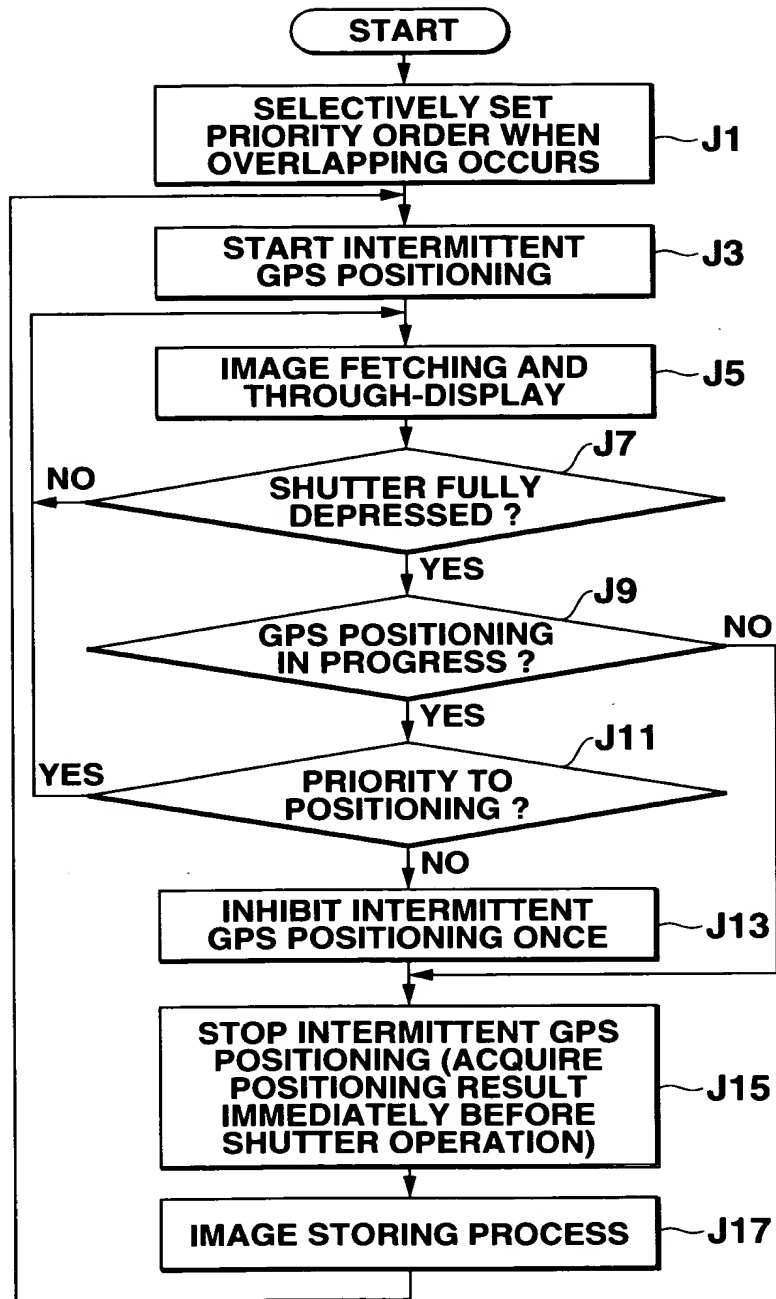 START
SELECTIVELY SET
PRIORITY ORDER WHEN
OVERLAPPING OCCURS
J1
START INTERMITTENT
GPS POSITIONING
J3
IMAGE FETCHING AND
THROUGH-DISPLAY
J5
J7
NO
SHUTTER FULLY
DEPRESSED ?
YES
J9
GPS POSITIONING
IN PROGRESS ?
NO
YES
J11
YES
PRIORITY TO
POSITIONING ?
NO
INHIBIT INTERMITTENT
GPS POSITIONING ONCE
J13
STOP INTERMITTENT GPS
POSITIONING (ACQUIRE
POSITIONING RESULT
IMMEDIATELY BEFORE
SHUTTER OPERATION)
J15
IMAGE STORING PROCESS
J17